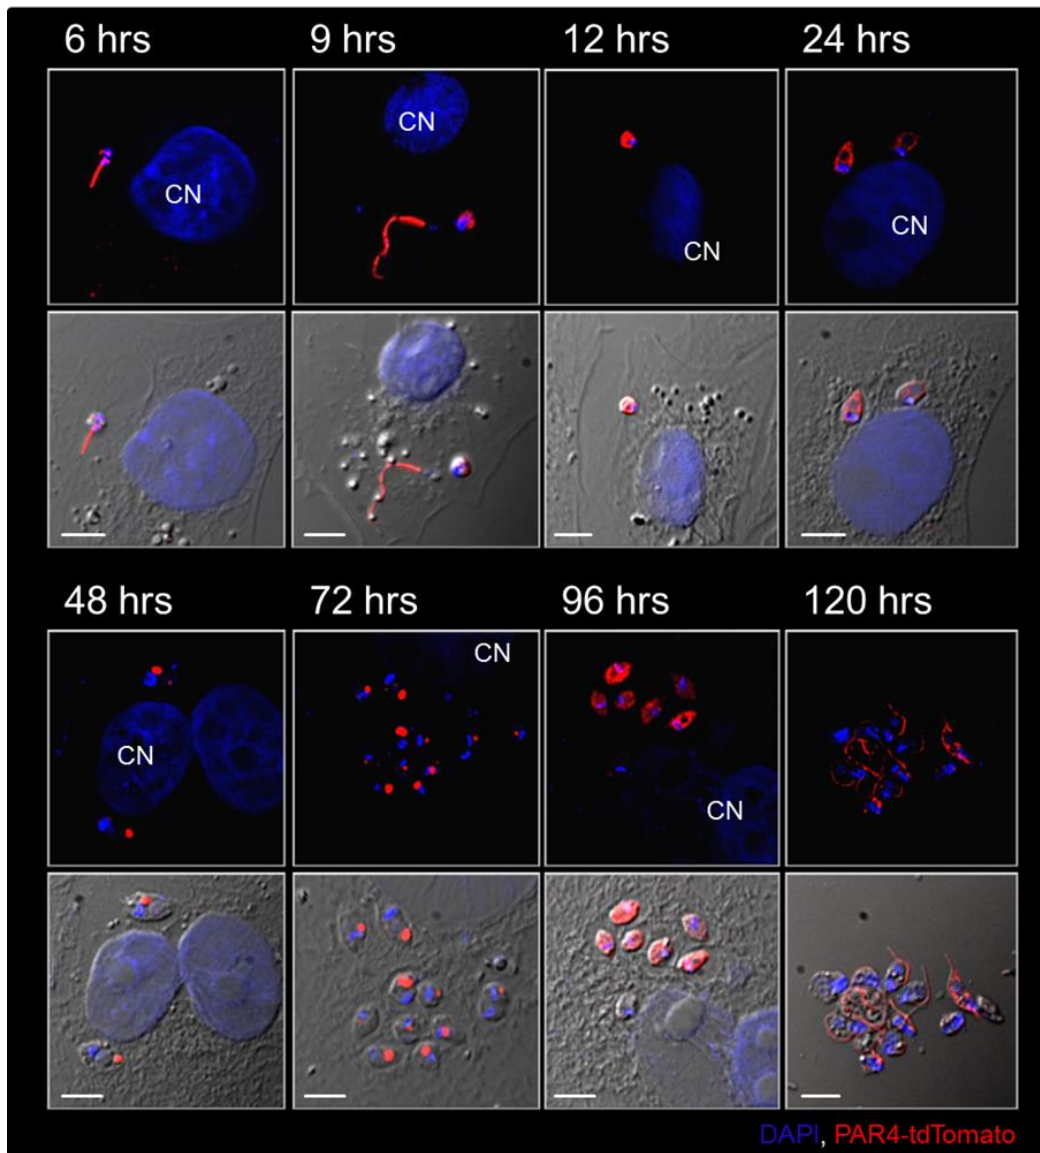 6 hrs 9 hrs 12 hrs 24 hrs
CN CN CN CN
48 hrs 72 hrs 96 hrs 120 hrs
CN CN CN
DAPI, PAR4-tdTomato